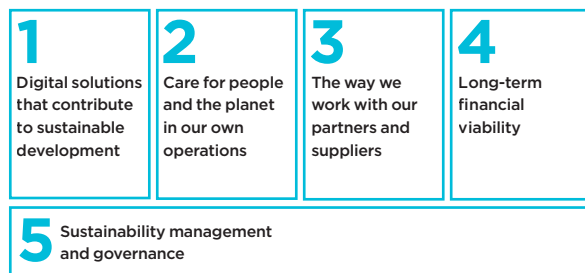 1
Digital solutions
that contribute
to sustainable
development
2
Care for people
and the planet
in our own
operations
3
The way we
work with our
partners and
suppliers
4
Long-term
financial
viability
5
Sustainability management
and governance